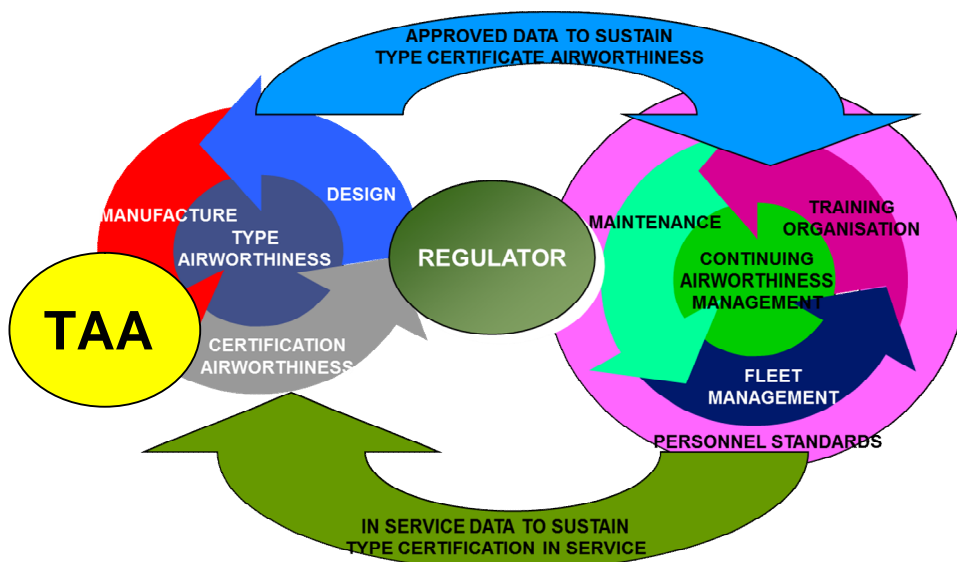 APPROVED DATA TO SUSTAIN
TYPE CERTIFICATE AIRWORTHINESS
DESIGN
MANUFACTURE
TYPE
AIRWORTHINESS
TAA
CERTIFICATION
AIRWORTHINESS
REGULATOR
MAINTENANCE
TRAINING
ORGANISATION
CONTINUING
AIRWORTHINESS
MANAGEMENT
FLEET
MANAGEMENT
PERSONNEL STANDARDS
IN SERVICE DATA TO SUSTAIN
TYPE CERTIFICATION IN SERVICE